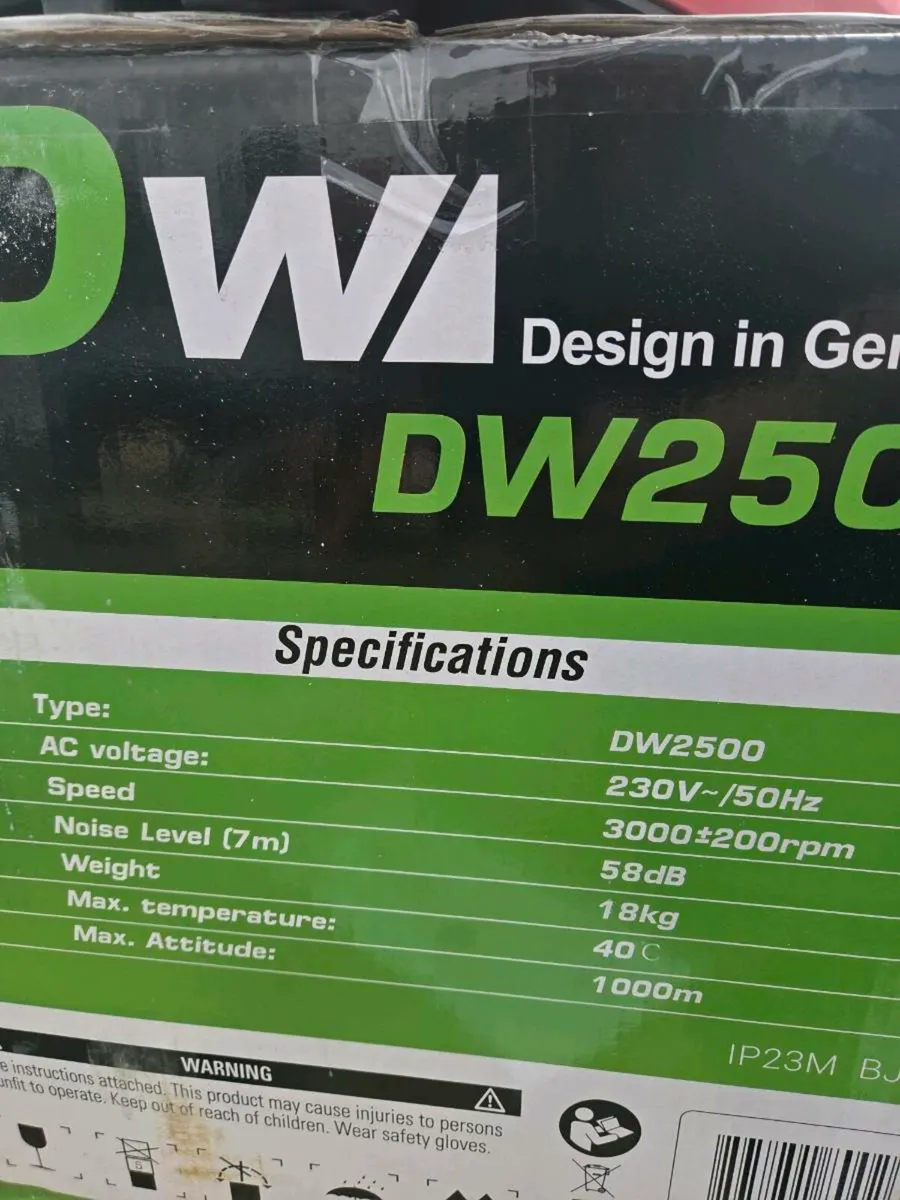 DW
Design in Ger
DW250
Specifications
Type: DW2500
AC voltage: 230V~/50Hz
Speed 3000±200rpm
Noise Level (7m) 58dB
Weight 18kg
Max. temperature: 40℃
Max. Attitude: 1000m
IP23M BJ
WARNING
e instructions attached. This product may cause injuries to persons
unfit to operate. Keep out of reach of children. Wear safety gloves.
6